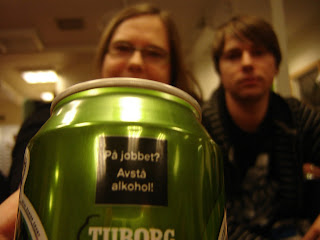 På jobbet?
Avstå
alkohol!
TUBORG